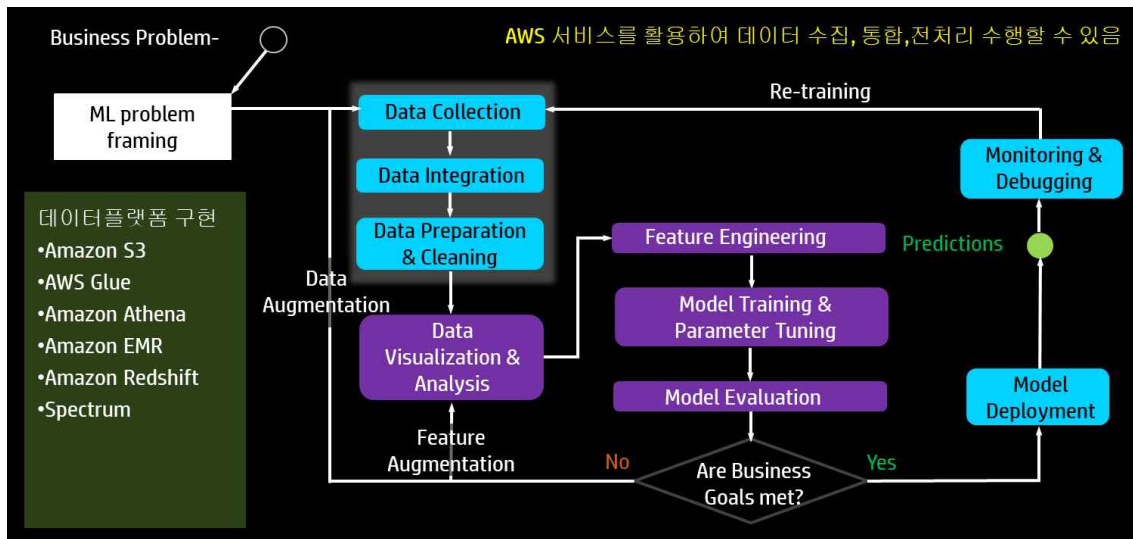 Business Problem-
AWS 서비스를 활용하여 데이터 수집, 통합,전처리 수행할 수 있음
ML problem
framing
Data Collection
Re-training
Data Integration
Monitoring &
Debugging
데이터플랫폼 구현
•Amazon S3
•AWS Glue
•Amazon Athena
•Amazon EMR
•Amazon Redshift
•Spectrum
Data Preparation
& Cleaning
Feature Engineering
Predictions
Data
Augmentation
Data
Visualization &
Analysis
Model Training &
Parameter Tuning
Model Evaluation
Model
Deployment
Feature
Augmentation
No
Are Business
Goals met?
Yes